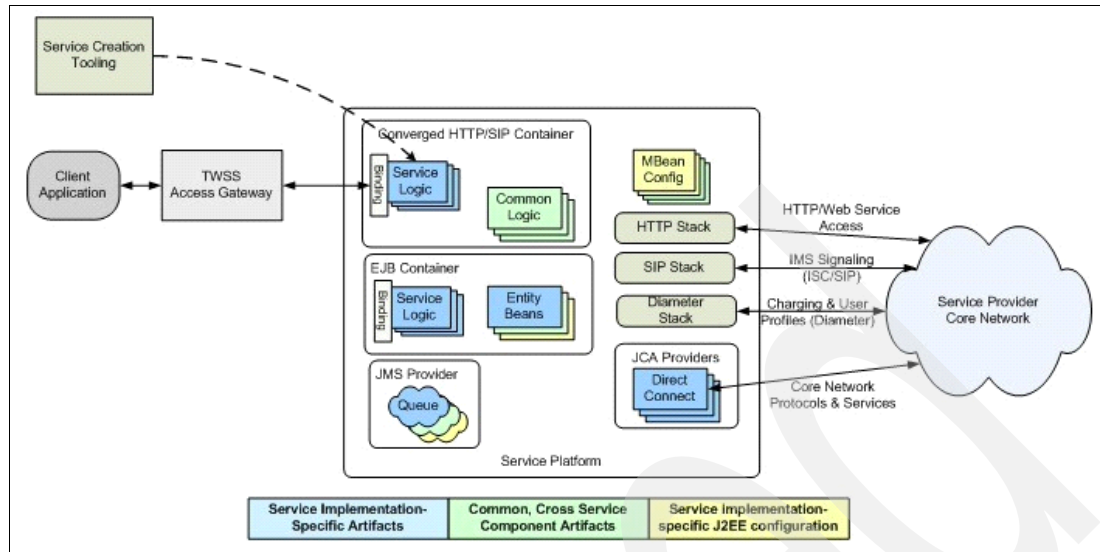 Service Creation
Tooling
Client
Application
TWSS
Access Gateway
Converged HTTP/SIP Container
Binding
Service
Logic
Common
Logic
EJB Container
Binding
Service
Logic
Entity
Beans
JMS Provider
Queue
MBean
Config
HTTP Stack
SIP Stack
Diameter
Stack
JCA Providers
Direct
Connect
Service Platform
HTTP/Web Service
Access
IMS Signaling
(ISC/SIP)
Charging & User
Profiles (Diameter)
Core Network
Protocols & Services
Service Provider
Core Network
Service Implementation-
Specific Artifacts
Common, Cross Service
Component Artifacts
Service implementation-
specific J2EE configuration